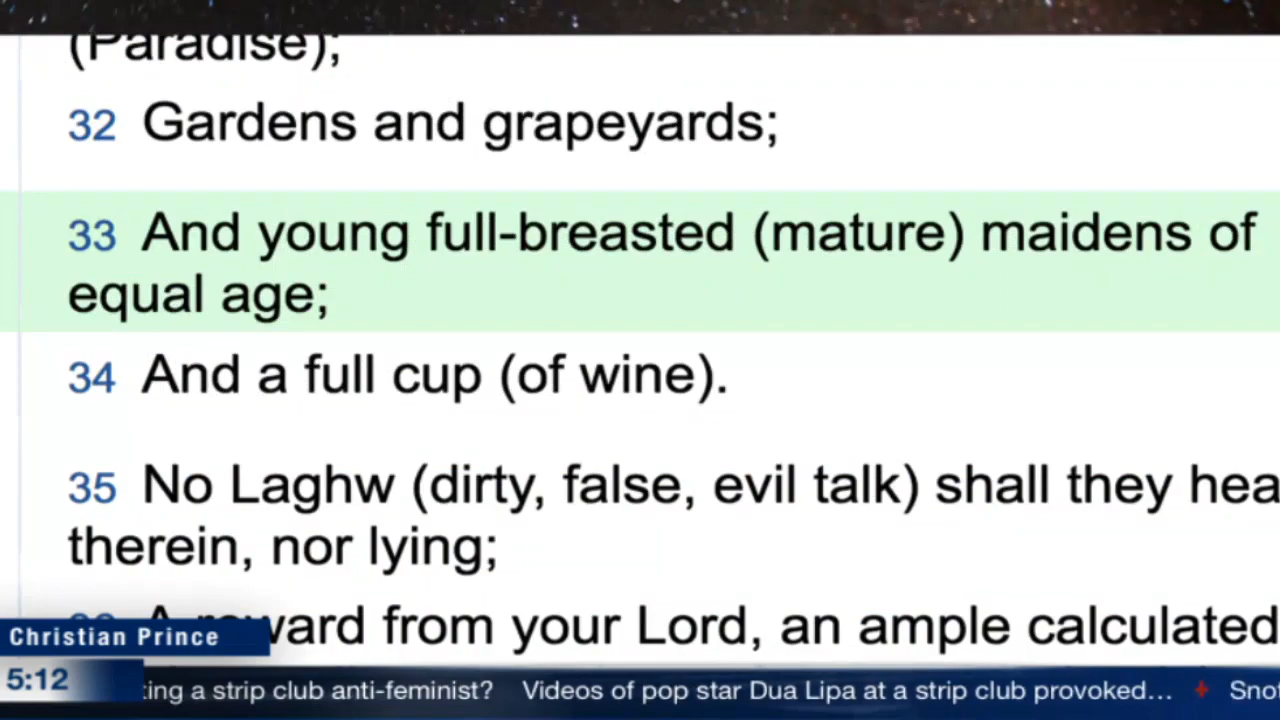 (Paradise);
32 Gardens and grapeyards;
33 And young full-breasted (mature) maidens of
equal age;
34 And a full cup (of wine).
35 No Laghw (dirty, false, evil talk) shall they hea
therein, nor lying;
ward from your Lord, an ample calculated
Christian Prince
5:12
ting a strip club anti-feminist? Videos of pop star Dua Lipa at a strip club provoked... Sno